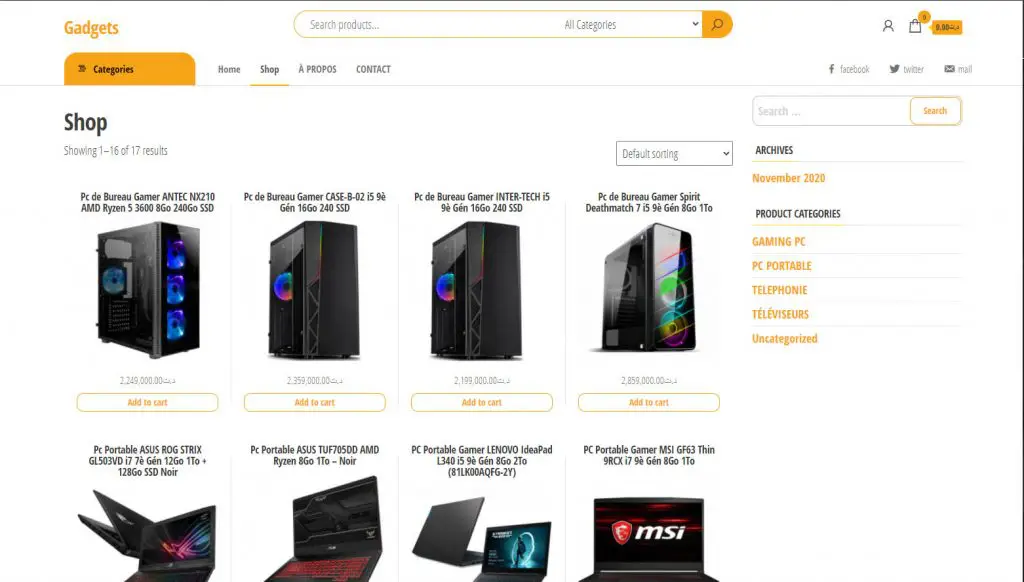 Gadgets
Search products...
All Categories
0
0.00د.ت
Categories
Home
Shop
À PROPOS
CONTACT
facebook
twitter
mail
Shop
Showing 1–16 of 17 results
Default sorting
Pc de Bureau Gamer ANTEC NX210
AMD Ryzen 5 3600 8Go 240Go SSD
2,249,000.00د.ت
Add to cart
Pc de Bureau Gamer CASE-B-02 i5 9è
Gén 16Go 240 SSD
2,359,000.00د.ت
Add to cart
Pc de Bureau Gamer INTER-TECH i5
9è Gén 16Go 240 SSD
2,199,000.00د.ت
Add to cart
Pc de Bureau Gamer Spirit
Deathmatch 7 i5 9è Gén 8Go 1To
2,859,000.00د.ت
Add to cart
Pc Portable ASUS ROG STRIX
GL503VD i7 7è Gén 12Go 1To +
128Go SSD Noir
Pc Portable ASUS TUF705DD AMD
Ryzen 8Go 1To – Noir
PC Portable Gamer LENOVO IdeaPad
L340 i5 9è Gén 8Go 2To
(81LK00AQFG-2Y)
PC Portable Gamer MSI GF63 Thin
9RCX i7 9è Gén 8Go 1To
msi
Search ...
Search
ARCHIVES
November 2020
PRODUCT CATEGORIES
GAMING PC
PC PORTABLE
TELEPHONIE
TÉLÉVISEURS
Uncategorized